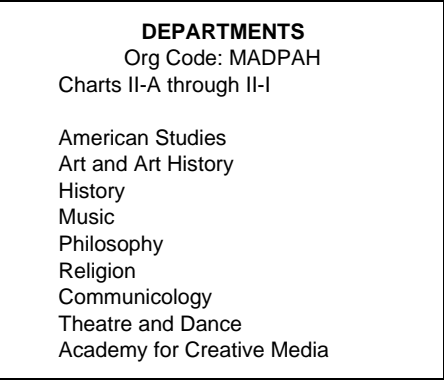 DEPARTMENTS
Org Code: MADPAH
Charts II-A through II-I
American Studies
Art and Art History
History
Music
Philosophy
Religion
Communicology
Theatre and Dance
Academy for Creative Media